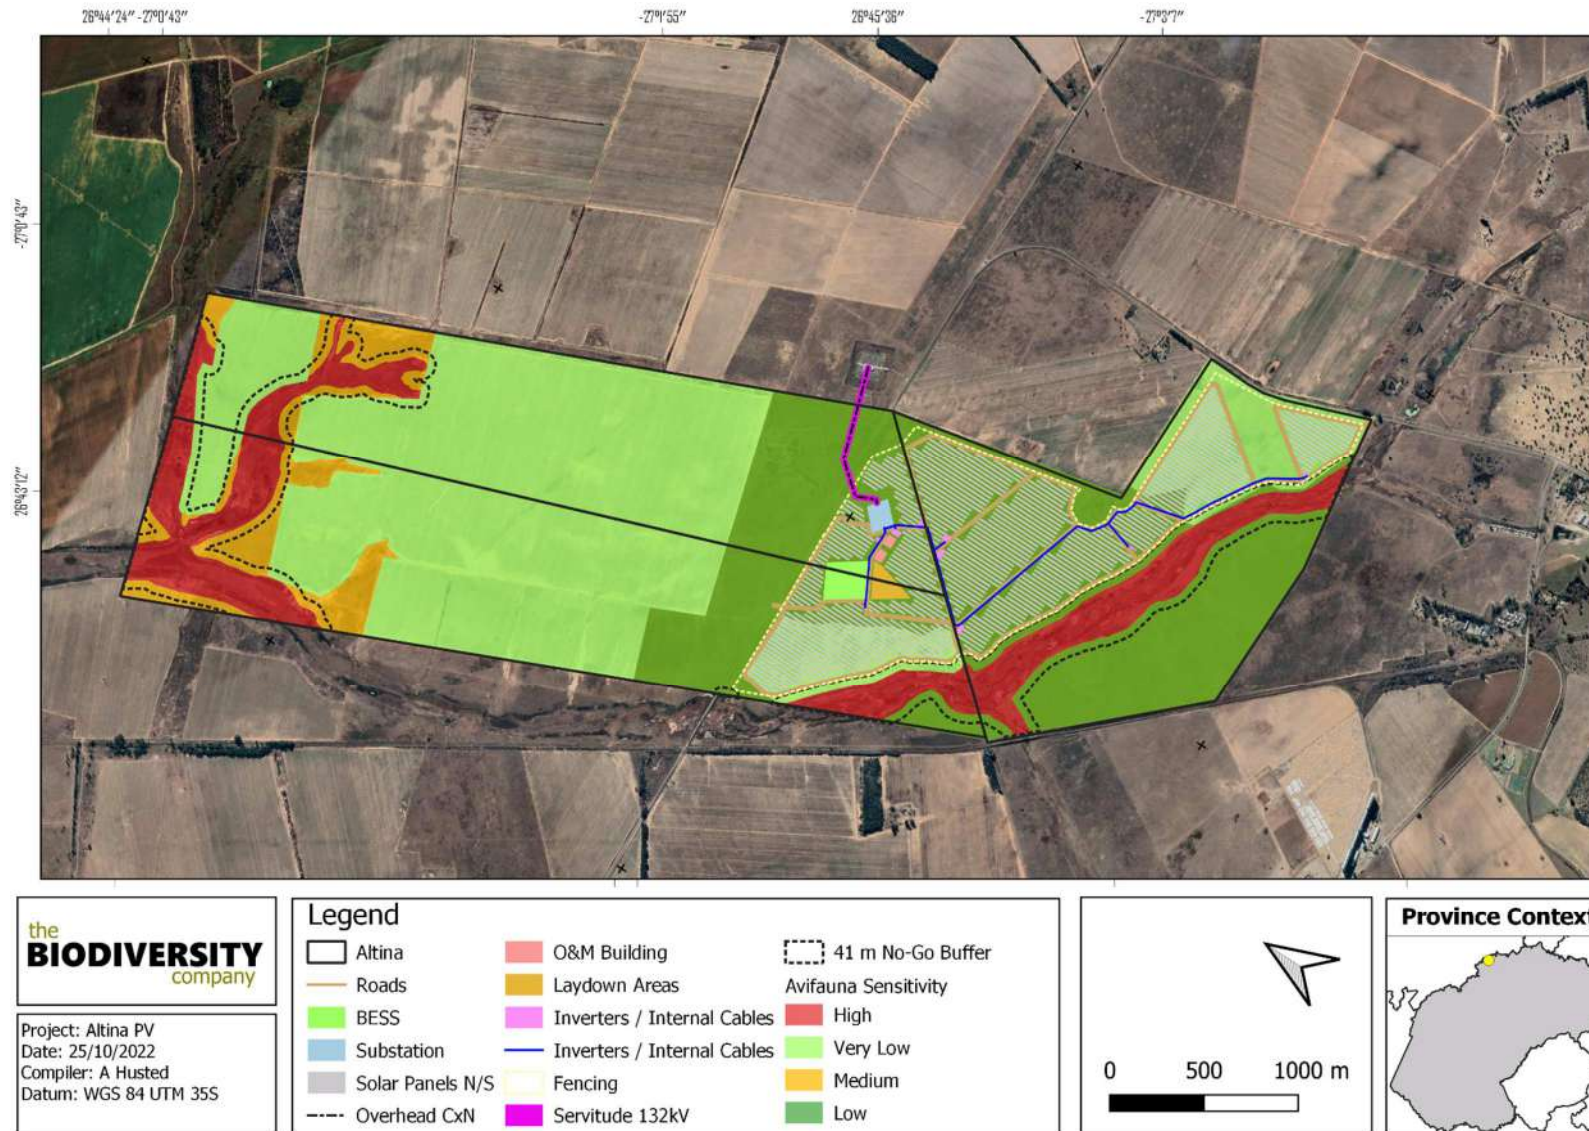 26°44'24" -27°0'43"
-27°1'55"
26°45'36"
-27°3'7"
-27°0'43"
26°43'12"
the
BIODIVERSITY
company
Project: Altina PV
Date: 25/10/2022
Compiler: A Husted
Datum: WGS 84 UTM 35S
Legend
Altina
Roads
BESS
Substation
Solar Panels N/S
Overhead CxN
O&M Building
Laydown Areas
Inverters / Internal Cables
Inverters / Internal Cables
Fencing
Servitude 132kV
41 m No-Go Buffer
Avifauna Sensitivity
High
Very Low
Medium
Low
0 500 1000 m
Province Context